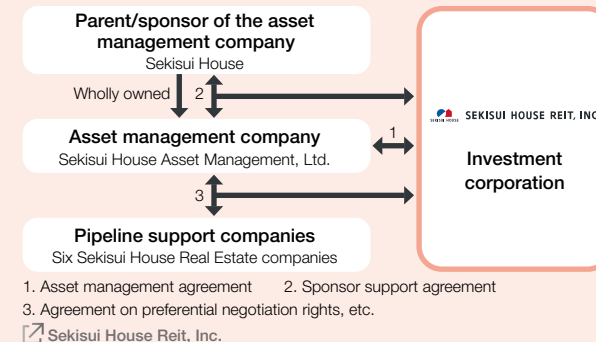 Parent/sponsor of the asset
management company
Sekisui House
Wholly owned
2
Asset management company
Sekisui House Asset Management, Ltd.
1
3
Pipeline support companies
Six Sekisui House Real Estate companies
SEKISUI HOUSE
SEKISUI HOUSE REIT, INC
Investment
corporation
1. Asset management agreement 2. Sponsor support agreement
3. Agreement on preferential negotiation rights, etc.
Sekisui House Reit, Inc.